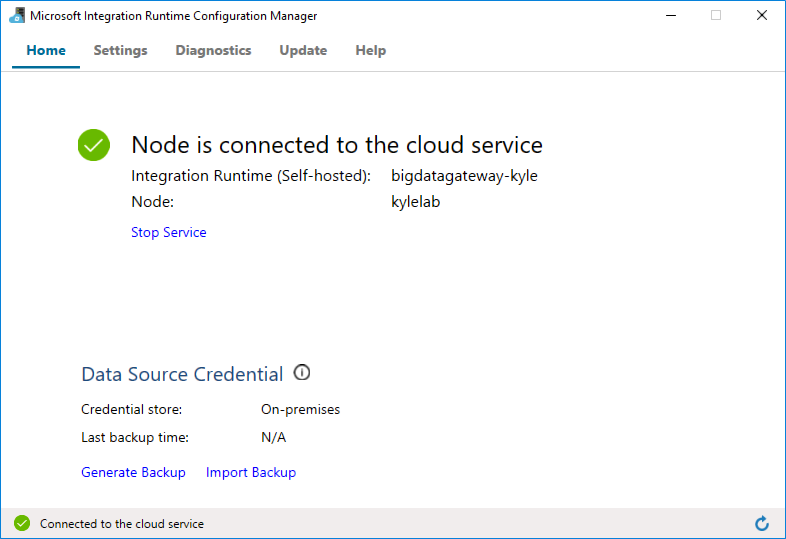 Microsoft Integration Runtime Configuration Manager
Home Settings Diagnostics Update Help
Node is connected to the cloud service
Integration Runtime (Self-hosted): bigdatagateway-kyle
Node: kylelab
Stop Service
Data Source Credential
Credential store: On-premises
Last backup time: N/A
Generate Backup Import Backup
Connected to the cloud service